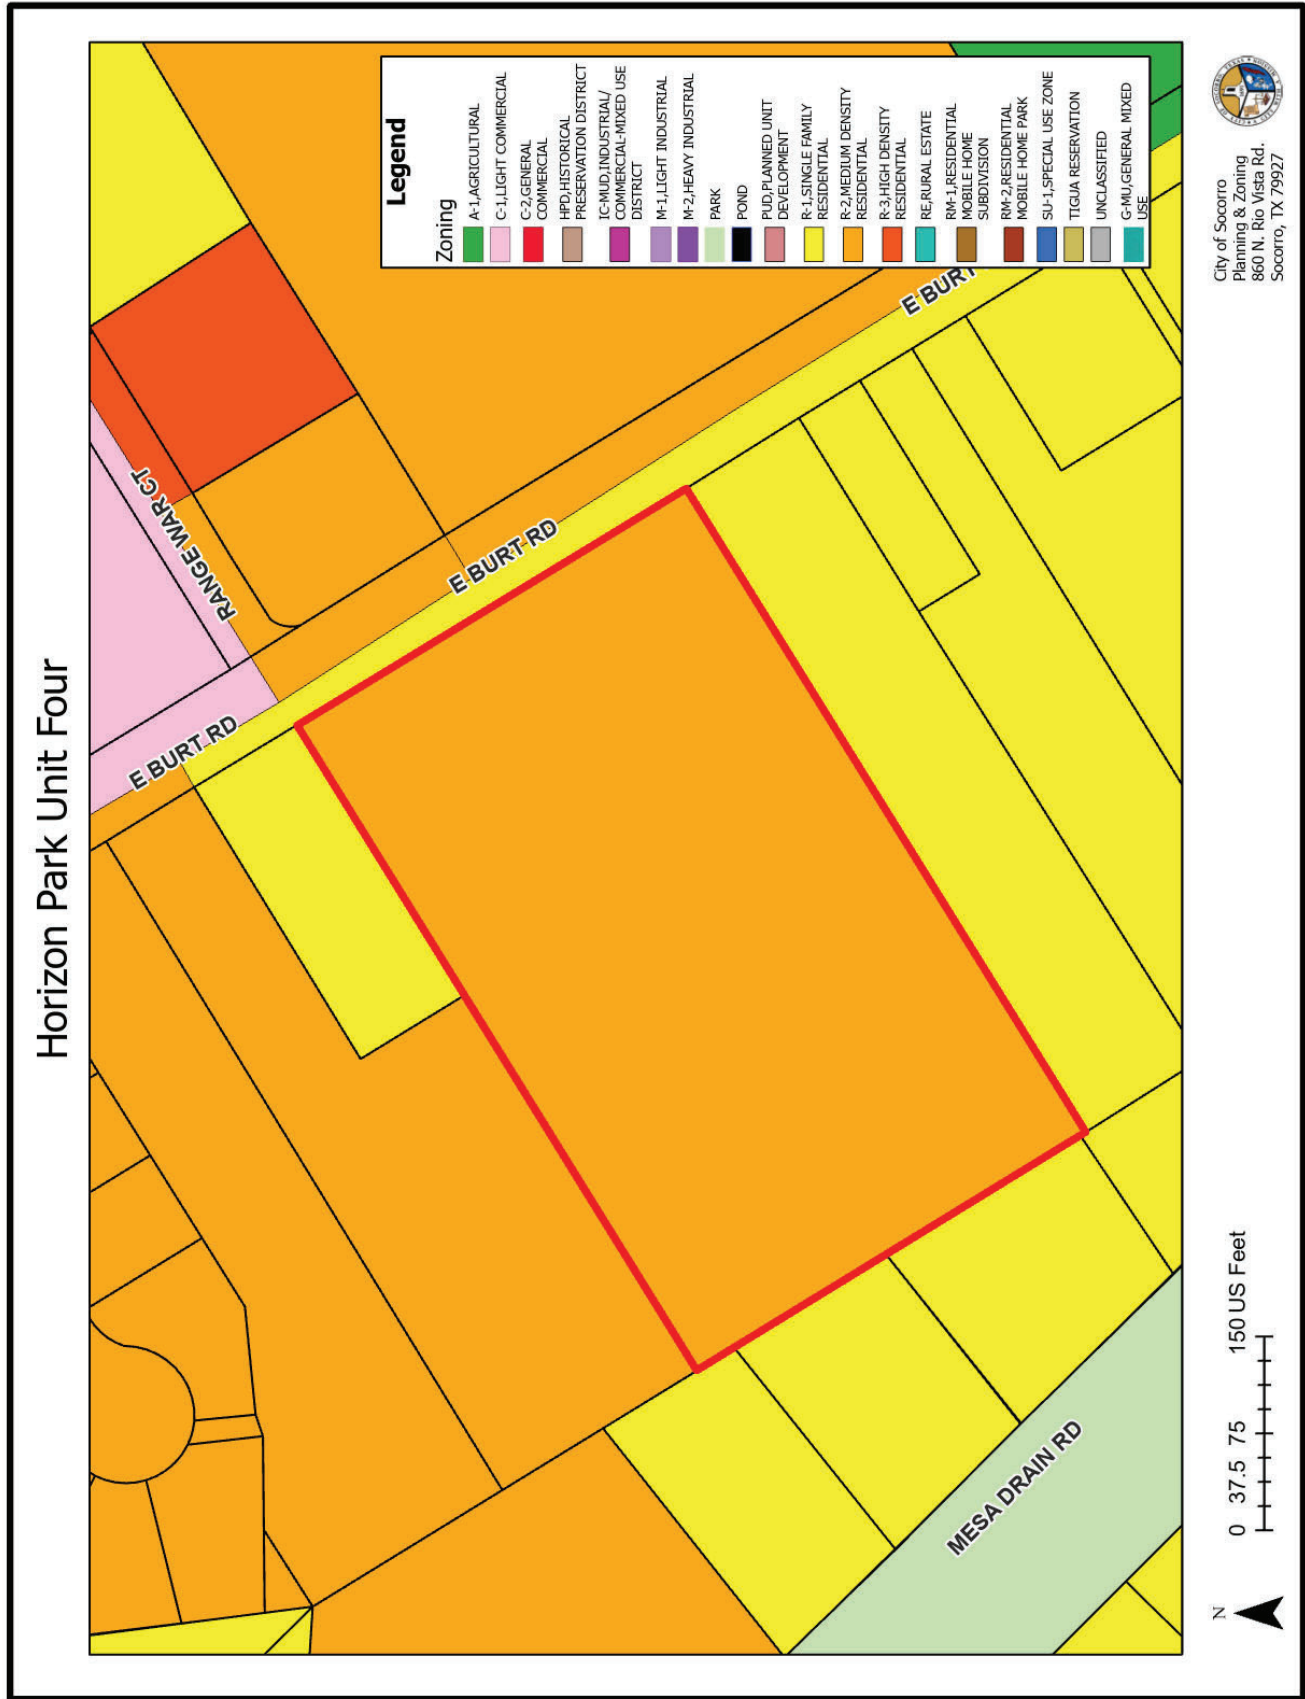 Horizon Park Unit Four
E BURT RD
RANGE WAR CT
E BURT RD
E BURT
MESA DRAIN RD
Legend
Zoning
A-1,AGRICULTURAL
C-1,LIGHT COMMERCIAL
C-2,GENERAL
COMMERCIAL
HPD,HISTORICAL
PRESERVATION DISTRICT
IC-MUD,INDUSTRIAL/
COMMERCIAL-MIXED USE
DISTRICT
M-1,LIGHT INDUSTRIAL
M-2,HEAVY INDUSTRIAL
PARK
POND
PUD,PLANNED UNIT
DEVELOPMENT
R-1,SINGLE FAMILY
RESIDENTIAL
R-2,MEDIUM DENSITY
RESIDENTIAL
R-3,HIGH DENSITY
RESIDENTIAL
RE,RURAL ESTATE
RM-1,RESIDENTIAL
MOBILE HOME
SUBDIVISION
RM-2,RESIDENTIAL
MOBILE HOME PARK
SU-1,SPECIAL USE ZONE
TIGUA RESERVATION
UNCLASSIFIED
G-MU,GENERAL MIXED
USE
N
0 37.5 75 150 US Feet
City of Socorro
Planning & Zoning
860 N. Rio Vista Rd.
Socorro, TX 79927